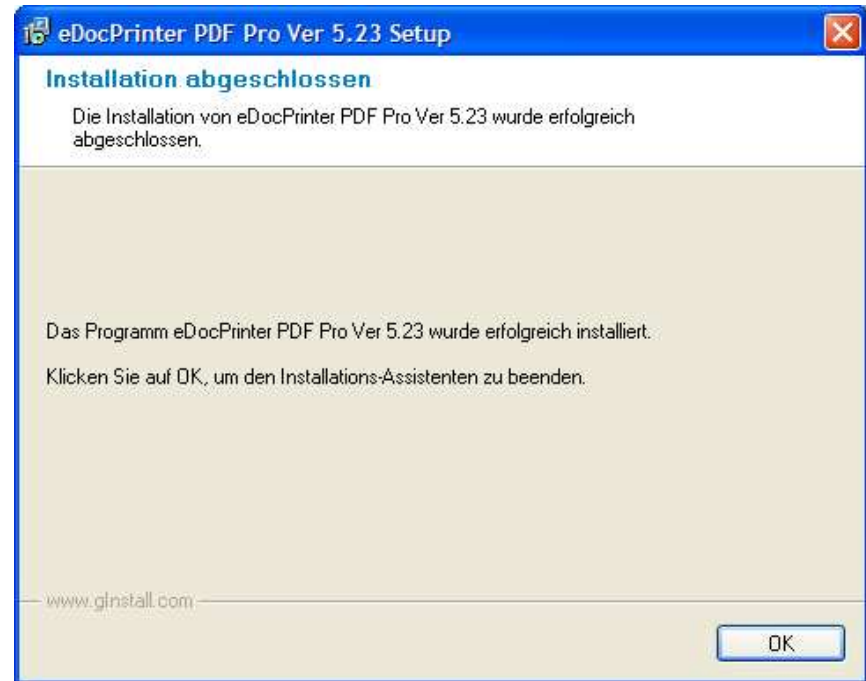 eDocPrinter PDF Pro Ver 5.23 Setup
Installation abgeschlossen
Die Installation von eDocPrinter PDF Pro Ver 5.23 wurde erfolgreich
abgeschlossen.
Das Programm eDocPrinter PDF Pro Ver 5.23 wurde erfolgreich installiert.
Klicken Sie auf OK, um den Installations-Assistenten zu beenden.
www.gInstall.com
OK